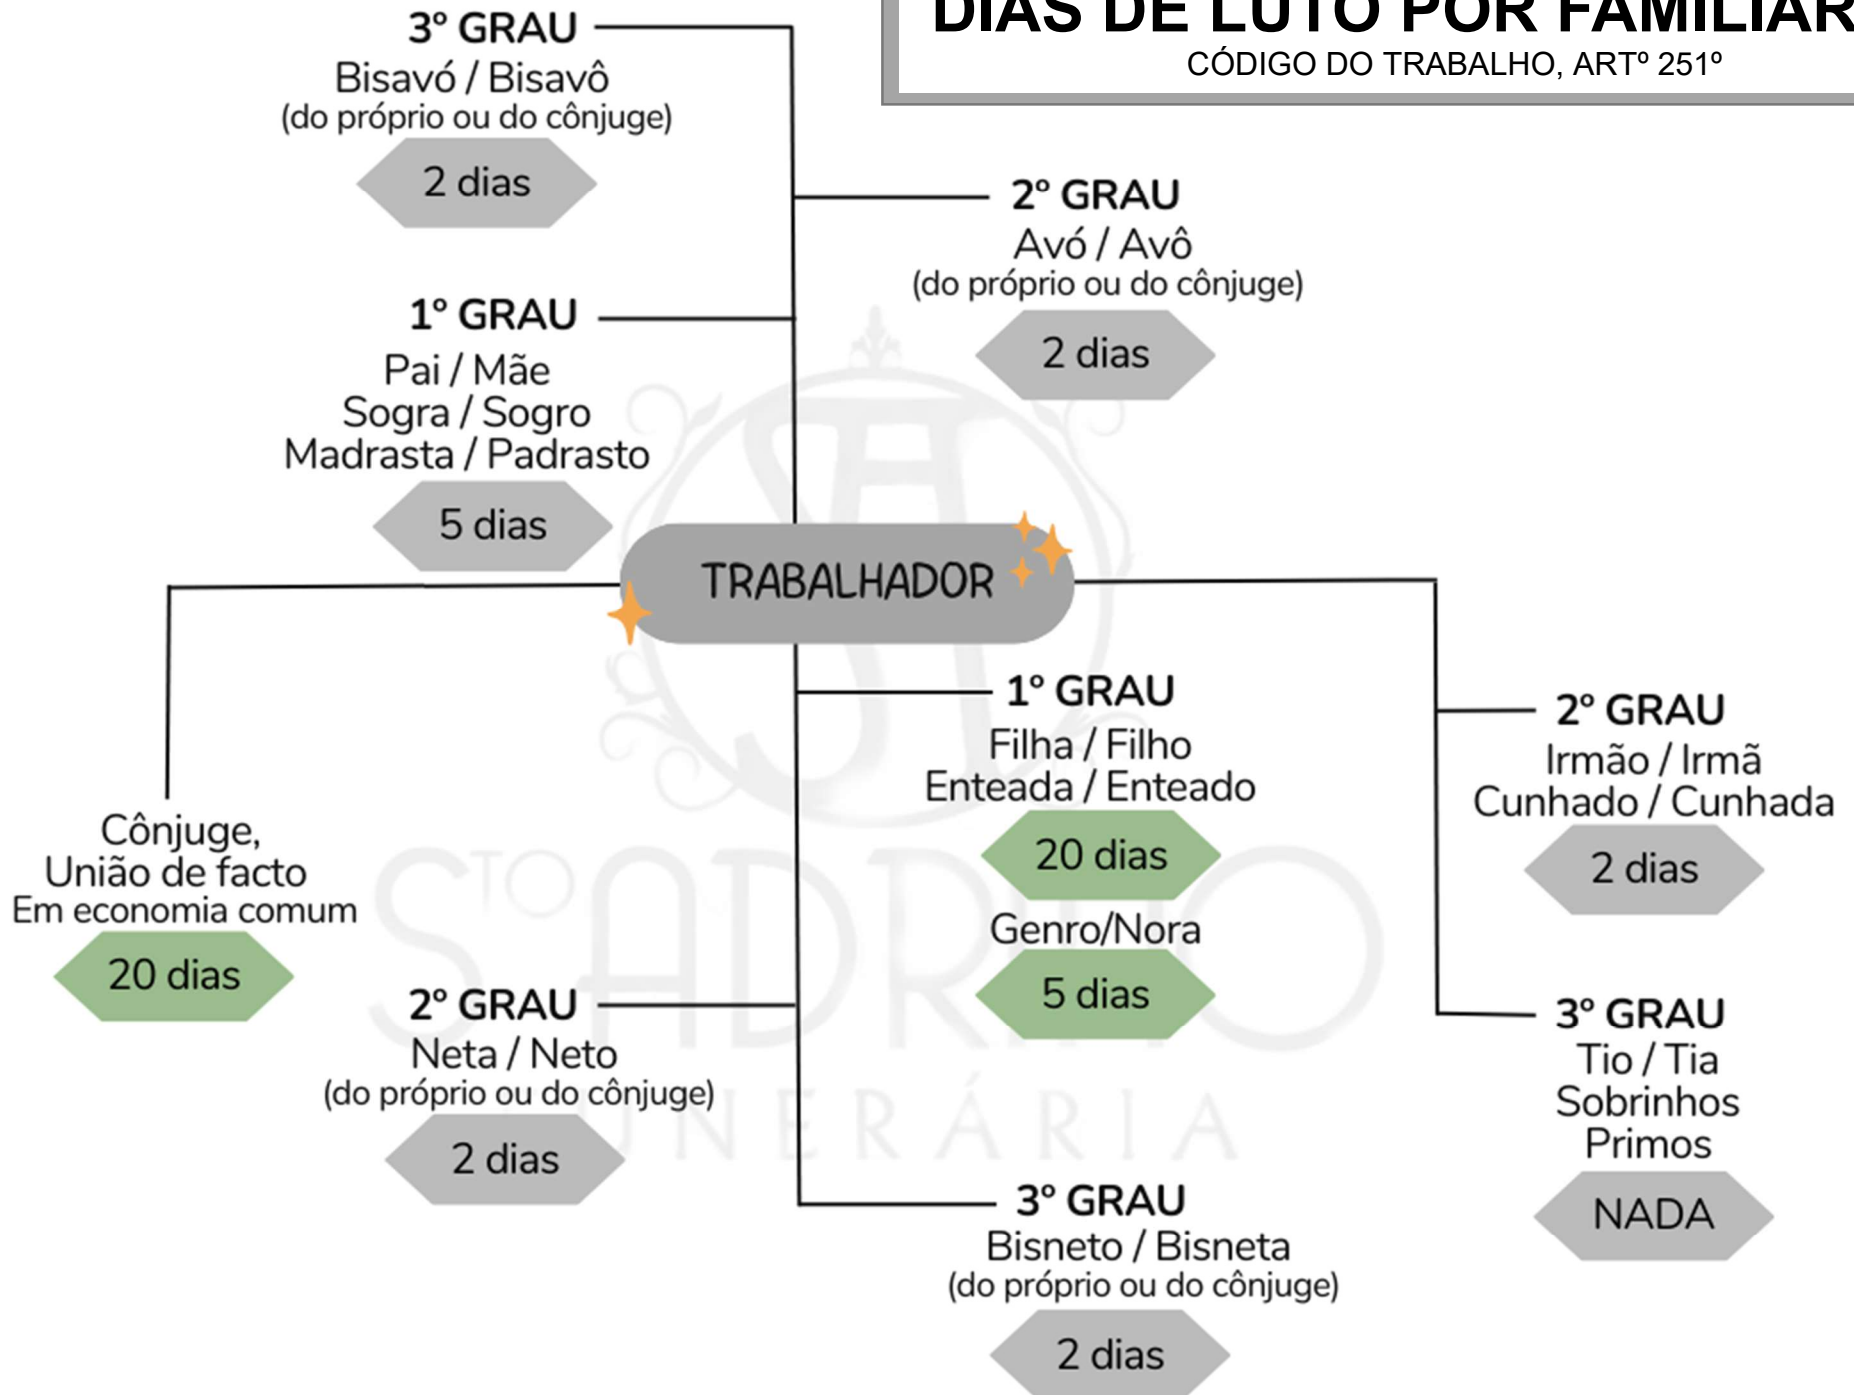 DIAS DE LUTO POR FAMILIAR
CÓDIGO DO TRABALHO, ARTº 251º
3º GRAU
Bisavó / Bisavô
(do próprio ou do cônjuge)
2 dias
2º GRAU
Avó / Avô
(do próprio ou do cônjuge)
2 dias
1º GRAU
Pai / Mãe
Sogra / Sogro
Madrasta / Padrasto
5 dias
TRABALHADOR
Cônjuge,
União de facto
Em economia comum
20 dias
1º GRAU
Filha / Filho
Enteada / Enteado
20 dias
Genro/Nora
5 dias
2º GRAU
Irmão / Irmã
Cunhado / Cunhada
2 dias
2º GRAU
Neta / Neto
(do próprio ou do cônjuge)
2 dias
3º GRAU
Tio / Tia
Sobrinhos
Primos
NADA
3º GRAU
Bisneto / Bisneta
(do próprio ou do cônjuge)
2 dias